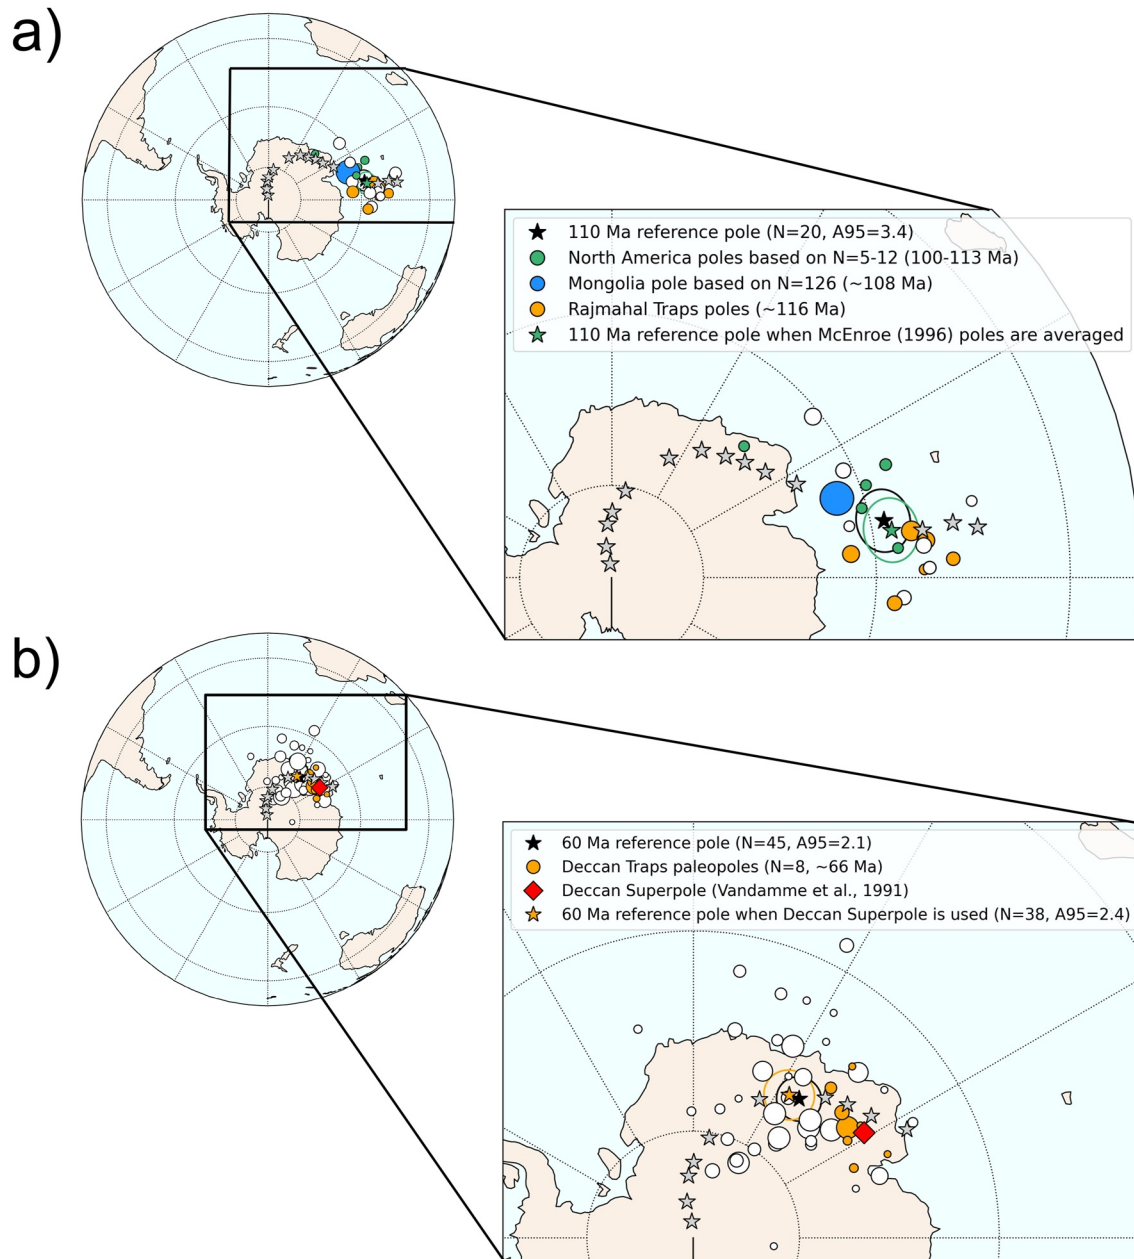 a)
110 Ma reference pole (N=20, A95=3.4)
North America poles based on N=5-12 (100-113 Ma)
Mongolia pole based on N=126 (~108 Ma)
Rajmahal Traps poles (~116 Ma)
110 Ma reference pole when McEnroe (1996) poles are averaged
b)
60 Ma reference pole (N=45, A95=2.1)
Deccan Traps paleopoles (N=8, ~66 Ma)
Deccan Superpole (Vandamme et al., 1991)
60 Ma reference pole when Deccan Superpole is used (N=38, A95=2.4)